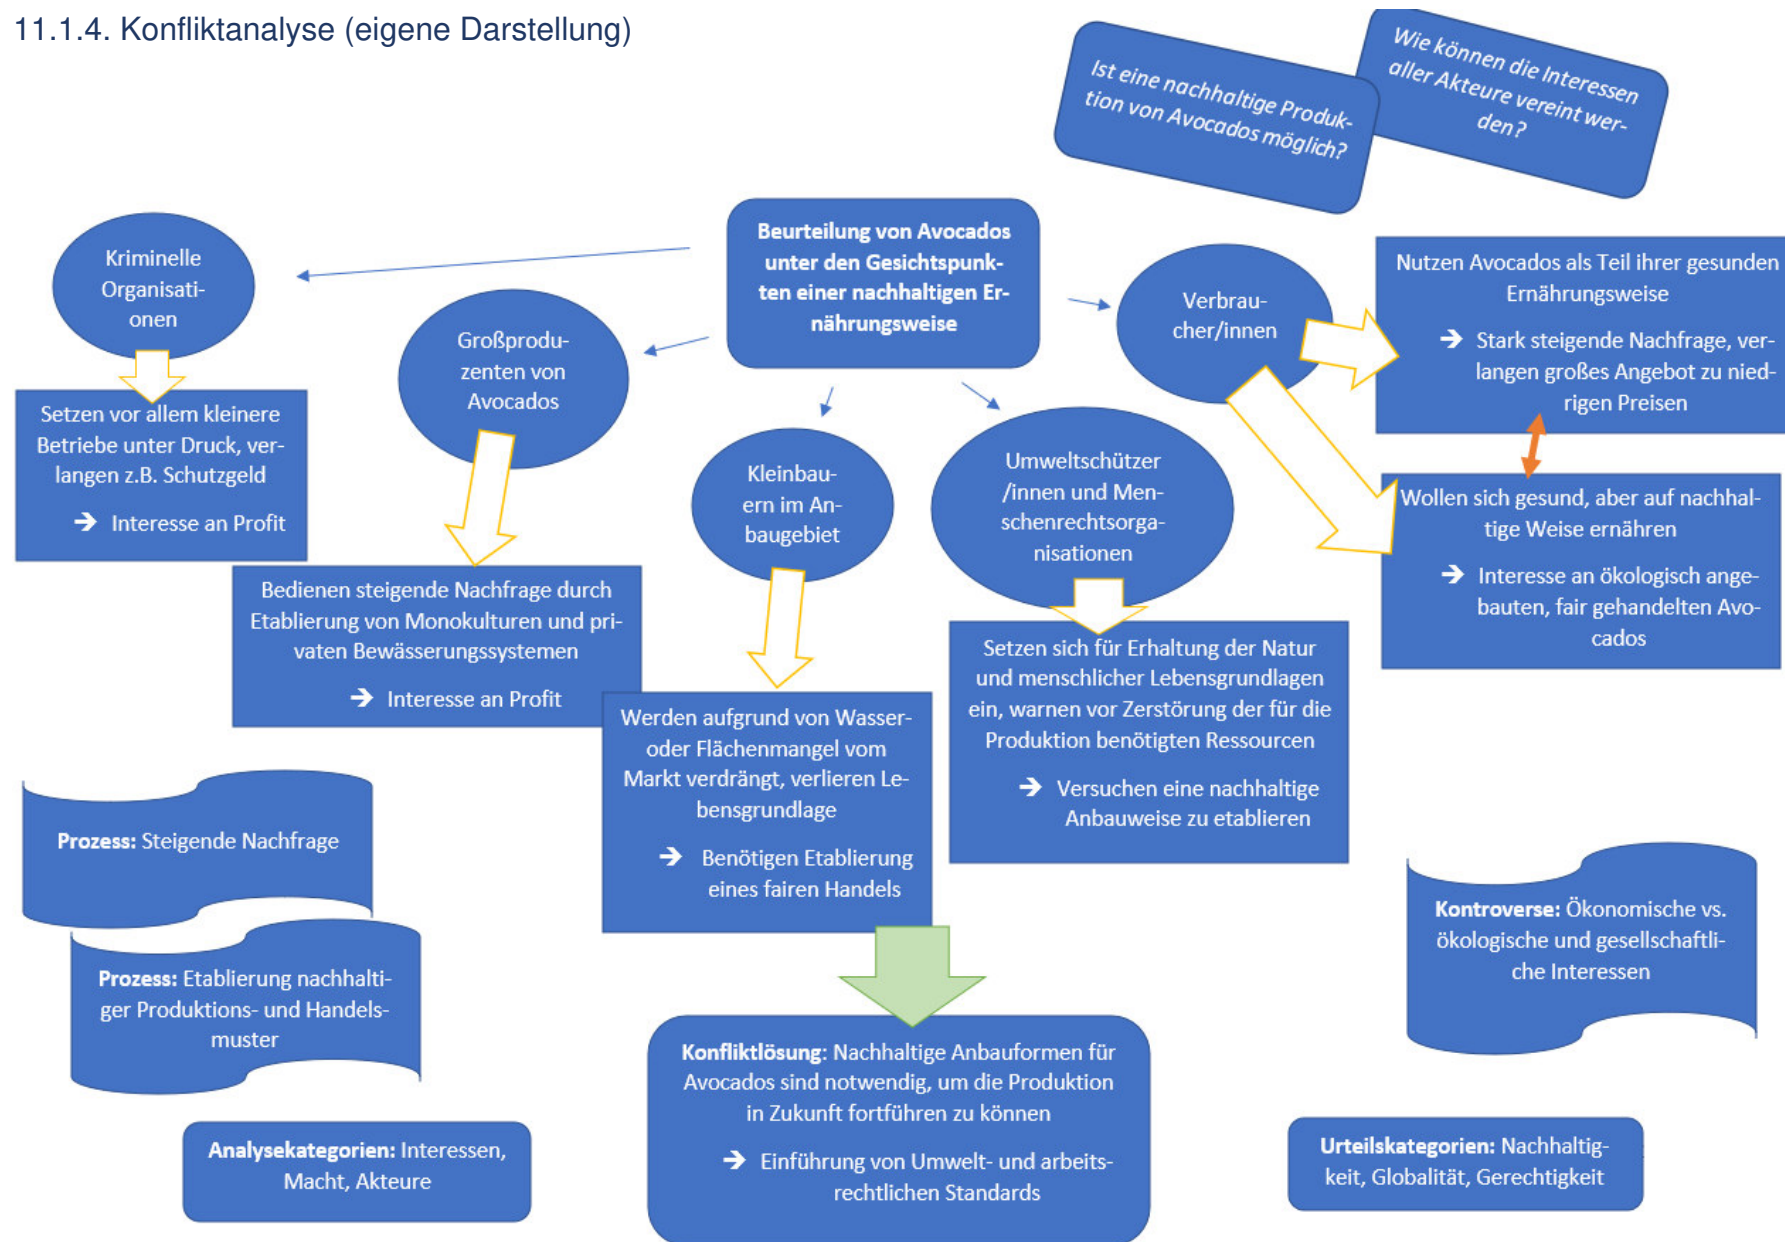 11.1.4. Konfliktanalyse (eigene Darstellung)
Ist eine nachhaltige Produk-
tion von Avocados möglich?
Wie können die Interessen
aller Akteure vereint wer-
den?
Beurteilung von Avocados
unter den Gesichtspunk-
ten einer nachhaltigen Er-
nährungsweise
Kriminelle
Organisati-
onen
Setzen vor allem kleinere
Betriebe unter Druck, ver-
langen z.B. Schutzgeld
➔ Interesse an Profit
Großprodu-
zenten von
Avocados
Bedienen steigende Nachfrage durch
Etablierung von Monokulturen und pri-
vaten Bewässerungssystemen
➔ Interesse an Profit
Kleinbau-
ern im An-
baugebiet
Werden aufgrund von Wasser-
oder Flächenmangel vom
Markt verdrängt, verlieren Le-
bensgrundlage
➔ Benötigen Etablierung
eines fairen Handels
Umweltschützer
/innen und Men-
schenrechtsorga-
nisationen
Setzen sich für Erhaltung der Natur
und menschlicher Lebensgrundlagen
ein, warnen vor Zerstörung der für die
Produktion benötigten Ressourcen
➔ Versuchen eine nachhaltige
Anbauweise zu etablieren
Verbrau-
cher/innen
Nutzen Avocados als Teil ihrer gesunden
Ernährungsweise
➔ Stark steigende Nachfrage, ver-
langen großes Angebot zu nied-
rigen Preisen
Wollen sich gesund, aber auf nachhal-
tige Weise ernähren
➔ Interesse an ökologisch ange-
bauten, fair gehandelten Avo-
cados
Prozess: Steigende Nachfrage
Prozess: Etablierung nachhalti-
ger Produktions- und Handels-
muster
Kontroverse: Ökonomische vs.
ökologische und gesellschaftli-
che Interessen
Konfliktlösung: Nachhaltige Anbauformen für
Avocados sind notwendig, um die Produktion
in Zukunft fortführen zu können
➔ Einführung von Umwelt- und arbeits-
rechtlichen Standards
Analysekategorien: Interessen,
Macht, Akteure
Urteilskategorien: Nachhaltig-
keit, Globalität, Gerechtigkeit